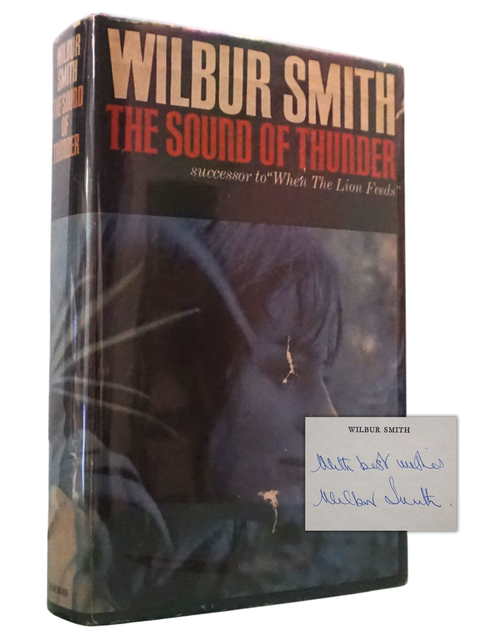 WILBUR
SMITH
THE SOUND
OF
THUNDER
WILBUR SMITH
THE SOUND OF THUNDER
successor to "When The Lion Feeds"
WILBUR SMITH
With best wishes
Wilbur Smith.